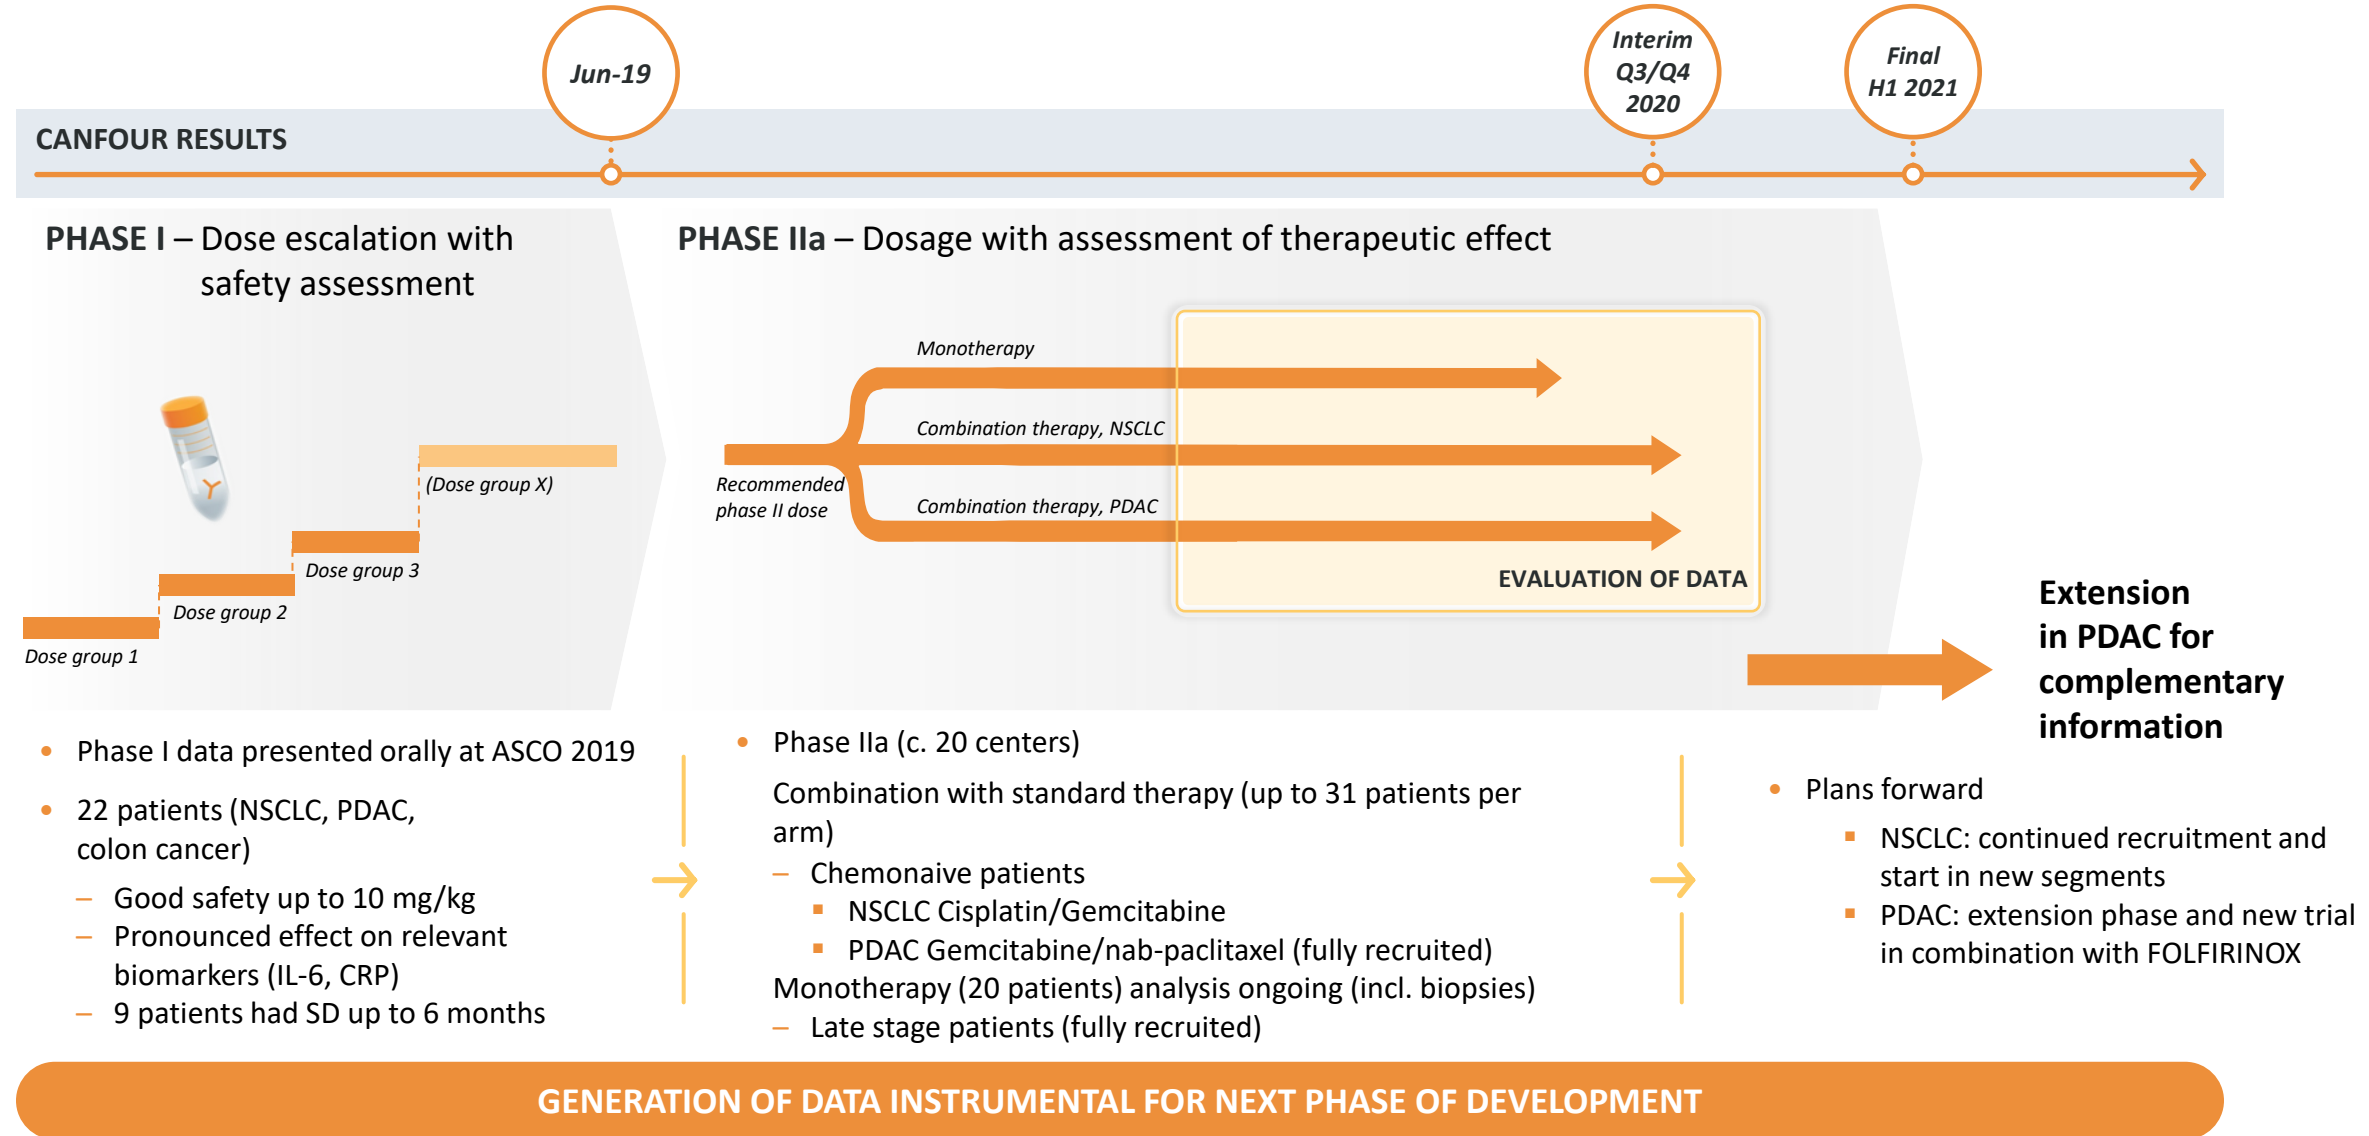 Jun-19
Interim
Q3/Q4
2020
Final
H1 2021
CANFOUR RESULTS
PHASE I – Dose escalation with
safety assessment
(Dose group X)
Dose group 3
Dose group 2
Dose group 1
PHASE IIa – Dosage with assessment of therapeutic effect
Monotherapy
Combination therapy, NSCLC
Recommended
phase II dose
Combination therapy, PDAC
EVALUATION OF DATA
Extension
in PDAC for
complementary
information
• Phase I data presented orally at ASCO 2019
• 22 patients (NSCLC, PDAC,
colon cancer)
– Good safety up to 10 mg/kg
– Pronounced effect on relevant
biomarkers (IL-6, CRP)
– 9 patients had SD up to 6 months
• Phase IIa (c. 20 centers)
Combination with standard therapy (up to 31 patients per
arm)
– Chemonaive patients
▪ NSCLC Cisplatin/Gemcitabine
▪ PDAC Gemcitabine/nab-paclitaxel (fully recruited)
Monotherapy (20 patients) analysis ongoing (incl. biopsies)
– Late stage patients (fully recruited)
• Plans forward
▪ NSCLC: continued recruitment and
start in new segments
▪ PDAC: extension phase and new trial
in combination with FOLFIRINOX
GENERATION OF DATA INSTRUMENTAL FOR NEXT PHASE OF DEVELOPMENT